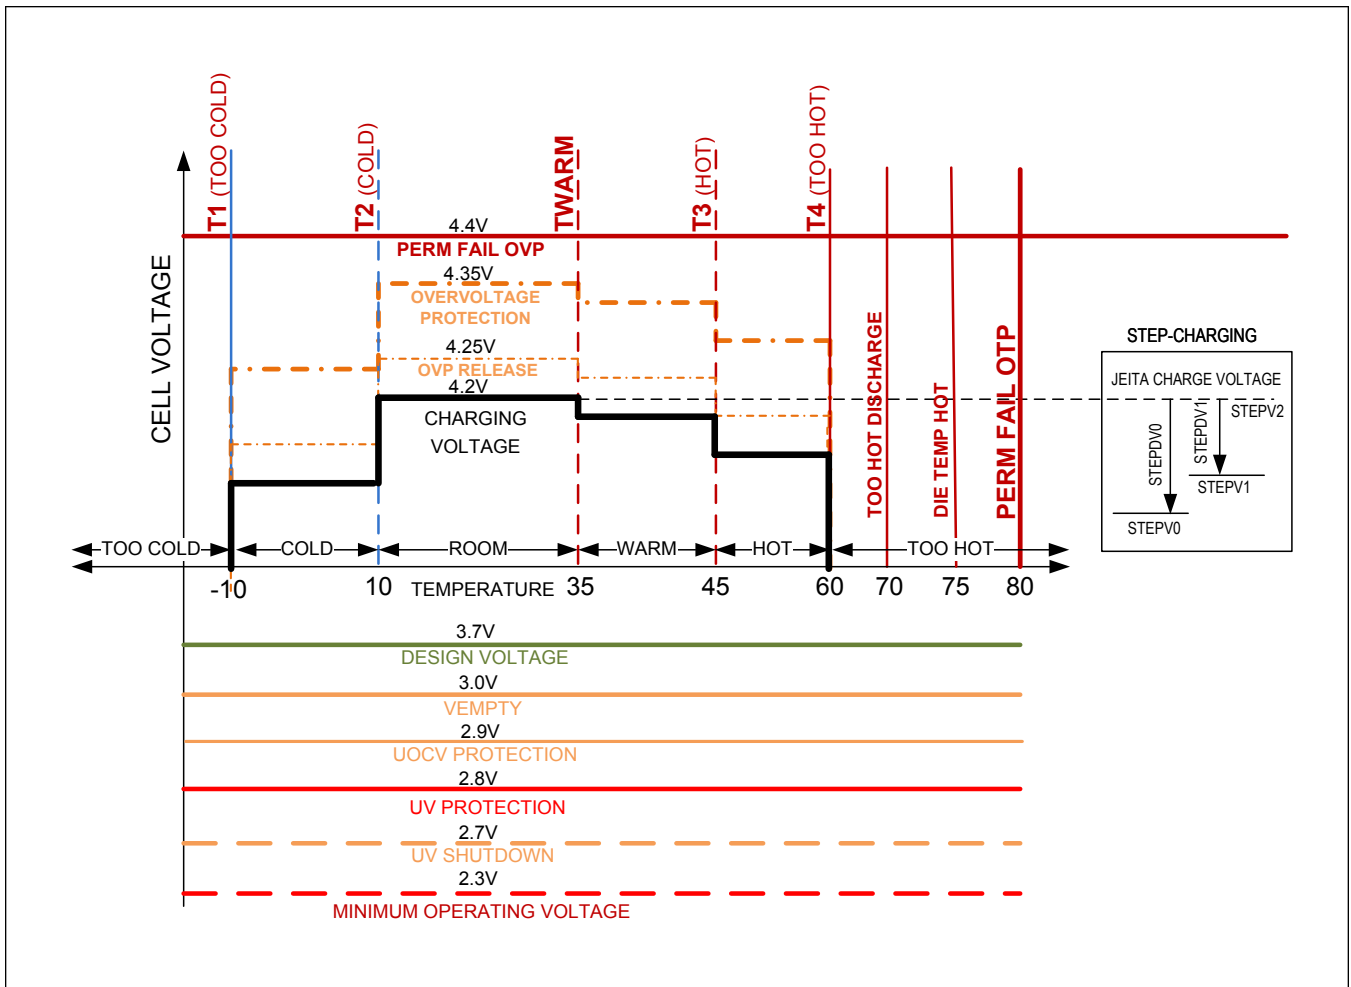 T1 (TOO COLD)
T2 (COLD)
TWARM
T3 (HOT)
T4 (TOO HOT)
CELL VOLTAGE
4.4V
PERM FAIL OVP
4.35V
OVERVOLTAGE
PROTECTION
4.25V
OVP RELEASE
4.2V
CHARGING
VOLTAGE
TOO HOT DISCHARGE
DIE TEMP HOT
PERM FAIL OTP
STEP-CHARGING
JEITA CHARGE VOLTAGE
STEPDV0
STEPDV1
STEPV2
STEPV1
STEPV0
TOO COLD
COLD
ROOM
WARM
HOT
TOO HOT
-10
10
TEMPERATURE
35
45
60
70
75
80
3.7V
DESIGN VOLTAGE
3.0V
VEMPTY
2.9V
UOCV PROTECTION
2.8V
UV PROTECTION
2.7V
UV SHUTDOWN
2.3V
MINIMUM OPERATING VOLTAGE